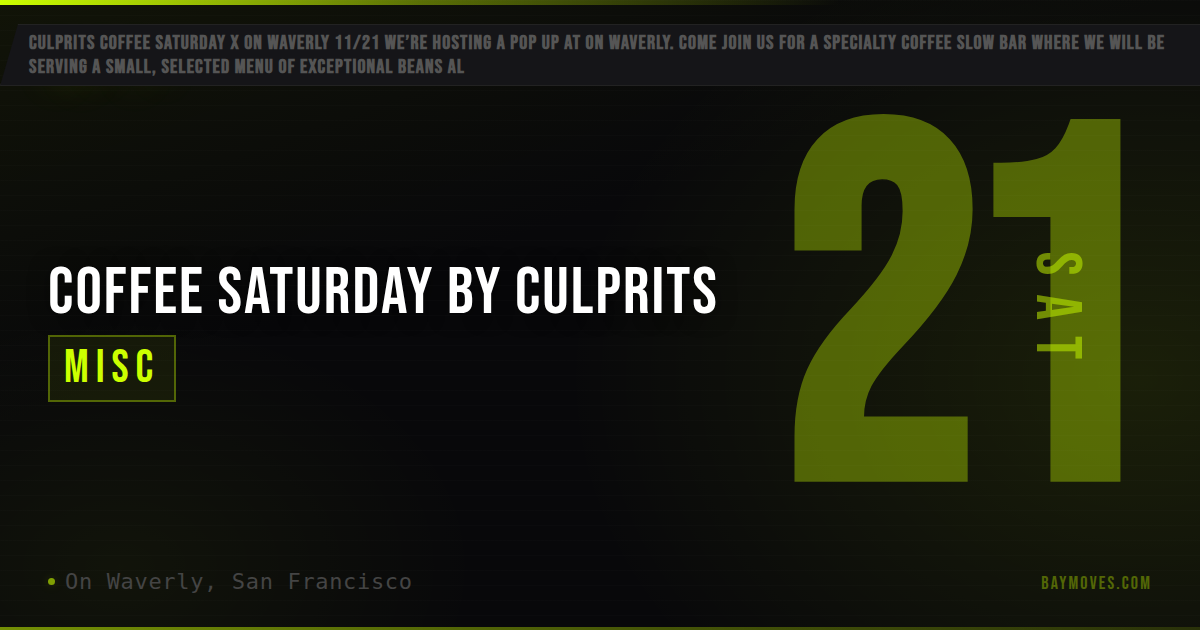 CULPRITS COFFEE SATURDAY X ON WAVERLY 11/21 WE'RE HOSTING A POP UP AT ON WAVERLY. COME JOIN US FOR A SPECIALTY COFFEE SLOW BAR WHERE WE WILL BE
SERVING A SMALL, SELECTED MENU OF EXCEPTIONAL BEANS AL
21
SAT
COFFEE SATURDAY BY CULPRITS
MISC
On Waverly, San Francisco
BAYMOVES.COM